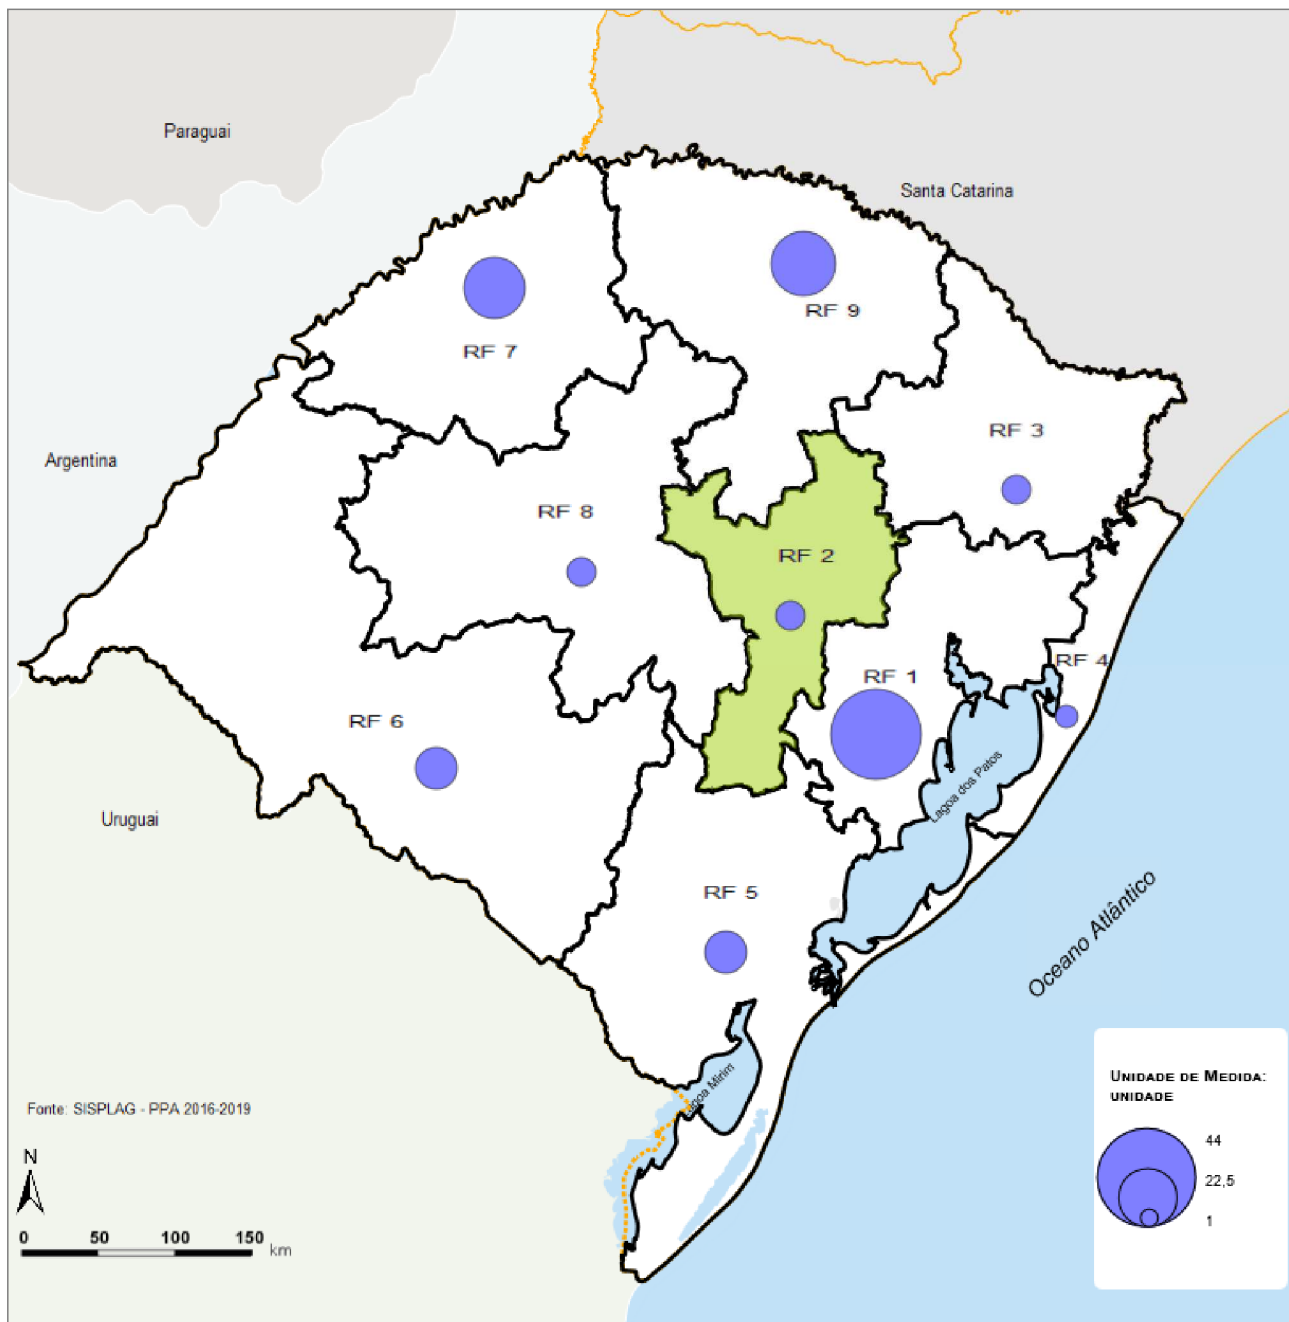 Paraguai
Santa Catarina
RF 9
RF 7
RF 3
Argentina
RF 8
RF 2
RF 4
RF 1
RF 6
Lagoa dos Patos
Uruguai
RF 5
Oceano Atlântico
Lagoa Mirim
UNIDADE DE MEDIDA:
UNIDADE
44
22,5
1
Fonte: SISPLAG - PPA 2016-2019
N
0 50 100 150 km